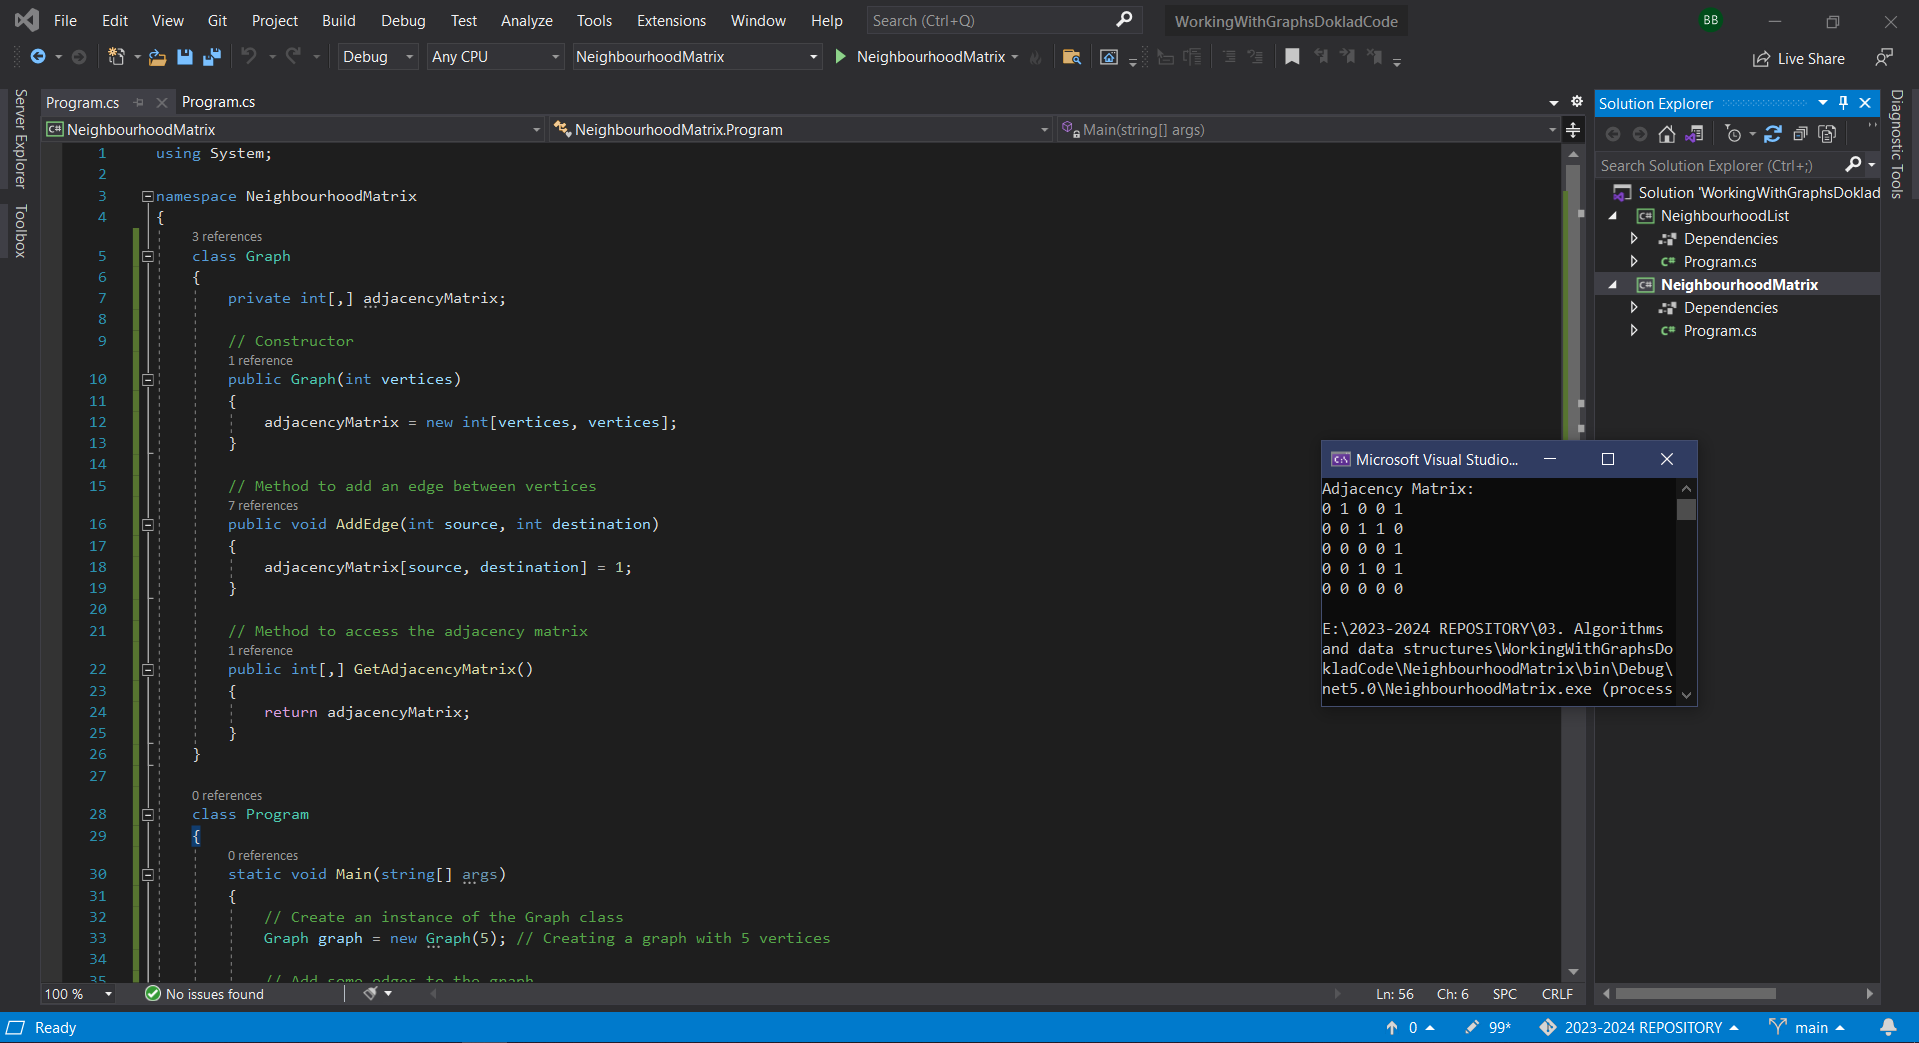 File Edit View Git Project Build Debug Test Analyze Tools Extensions Window Help Search (Ctrl+Q) WorkingWithGraphsDokladCode BB
Debug Any CPU NeighbourhoodMatrix NeighbourhoodMatrix Live Share
Server Explorer
Toolbox
Program.cs Program.cs
NeighbourhoodMatrix NeighbourhoodMatrix.Program Main(string[] args)
1 using System;
2
3 namespace NeighbourhoodMatrix
4 {
3 references
5 class Graph
6 {
7 private int[,] adjacencyMatrix;
8
9 // Constructor
1 reference
10 public Graph(int vertices)
11 {
12 adjacencyMatrix = new int[vertices, vertices];
13 }
14
15 // Method to add an edge between vertices
7 references
16 public void AddEdge(int source, int destination)
17 {
18 adjacencyMatrix[source, destination] = 1;
19 }
20
21 // Method to access the adjacency matrix
1 reference
22 public int[,] GetAdjacencyMatrix()
23 {
24 return adjacencyMatrix;
25 }
26 }
27
0 references
28 class Program
29 {
0 references
30 static void Main(string[] args)
31 {
32 // Create an instance of the Graph class
33 Graph graph = new Graph(5); // Creating a graph with 5 vertices
34
35 // Add some edges to the graph
Microsoft Visual Studio...
Adjacency Matrix:
0 1 0 0 1
0 0 1 1 0
0 0 0 0 1
0 0 1 0 1
0 0 0 0 0
E:\2023-2024 REPOSITORY\03. Algorithms
and data structures\WorkingWithGraphsDo
kladCode\NeighbourhoodMatrix\bin\Debug\
net5.0\NeighbourhoodMatrix.exe (process
Solution Explorer
Search Solution Explorer (Ctrl+;)
Solution 'WorkingWithGraphsDoklad
NeighbourhoodList
Dependencies
C# Program.cs
NeighbourhoodMatrix
Dependencies
C# Program.cs
Diagnostic Tools
100 % No issues found Ln: 56 Ch: 6 SPC CRLF
Ready 0 99* 2023-2024 REPOSITORY main